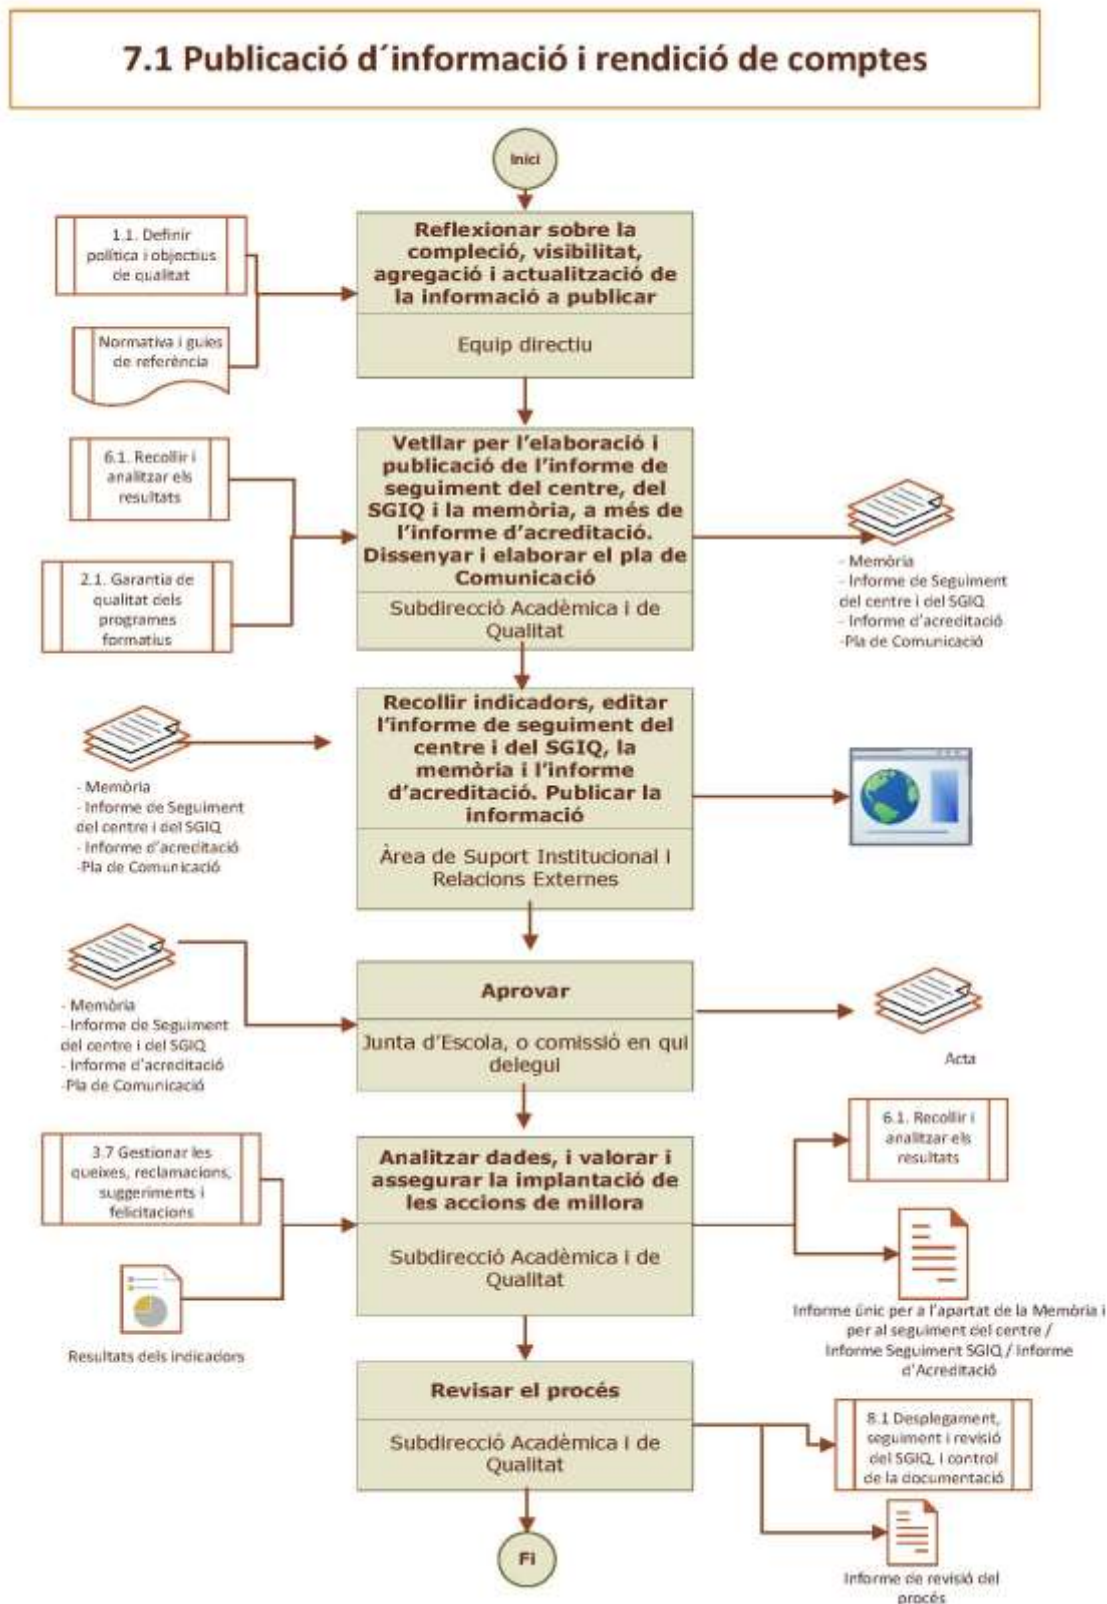 7.1 Publicació d´informació i rendició de comptes
Inici
1.1. Definir
política i objectius
de qualitat
Normativa i guies
de referència
Reflexionar sobre la
compleció, visibilitat,
agregació i actualització de
la informació a publicar
Equip directiu
6.1. Recollir i
analitzar els
resultats
2.1. Garantia de
qualitat dels
programes
formatius
Vetllar per l’elaboració i
publicació de l’informe de
seguiment del centre, del
SGIQ i la memòria, a més de
l’informe d’acreditació.
Dissenyar i elaborar el pla de
Comunicació
Subdirecció Acadèmica i de
Qualitat
- Memòria
- Informe de Seguiment
del centre i del SGIQ
- Informe d’acreditació
-Pla de Comunicació
- Memòria
- Informe de Seguiment
del centre i del SGIQ
- Informe d’acreditació
-Pla de Comunicació
Recollir indicadors, editar
l’informe de seguiment del
centre i del SGIQ, la
memòria i l’informe
d’acreditació. Publicar la
informació
Àrea de Suport Institucional i
Relacions Externes
- Memòria
- Informe de Seguiment
del centre i del SGIQ
- Informe d’acreditació
-Pla de Comunicació
Aprovar
Junta d’Escola, o comissió en qui
delegui
Acta
3.7 Gestionar les
queixes, reclamacions,
suggeriments i
felicitacions
Resultats dels indicadors
Analitzar dades, i valorar i
assegurar la implantació de
les accions de millora
Subdirecció Acadèmica i de
Qualitat
6.1. Recollir i
analitzar els
resultats
Informe únic per a l’apartat de la Memòria i
per al seguiment del centre /
Informe Seguiment SGIQ / Informe
d’Acreditació
Revisar el procés
Subdirecció Acadèmica i de
Qualitat
8.1 Desplegament,
seguiment i revisió
del SGIQ, i control
de la documentació
Informe de revisió del
procés
Fi